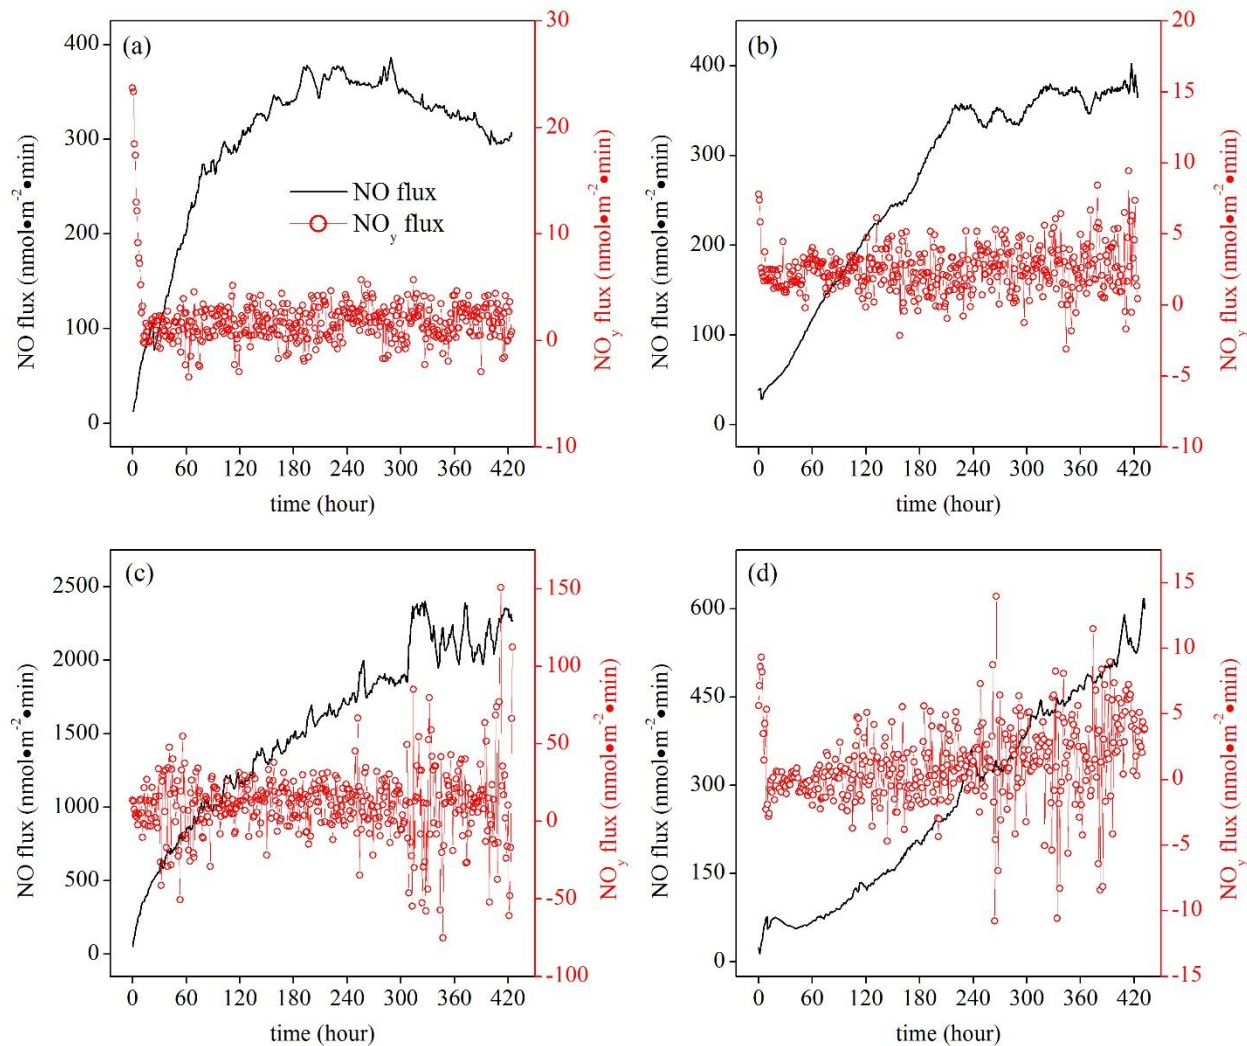 (a)
400
300
200
100
0
NO flux (nmol•m⁻²•min)
30
20
10
0
-10
NOy flux (nmol•m⁻²•min)
NO flux
NOy flux
0 60 120 180 240 300 360 420
time (hour)
(b)
400
300
200
100
0
NO flux (nmol•m⁻²•min)
20
15
10
5
0
-5
-10
NOy flux (nmol•m⁻²•min)
0 60 120 180 240 300 360 420
time (hour)
(c)
2500
2000
1500
1000
500
0
NO flux (nmol•m⁻²•min)
150
100
50
0
-50
-100
NOy flux (nmol•m⁻²•min)
0 60 120 180 240 300 360 420
time (hour)
(d)
600
450
300
150
0
NO flux (nmol•m⁻²•min)
15
10
5
0
-5
-10
-15
NOy flux (nmol•m⁻²•min)
0 60 120 180 240 300 360 420
time (hour)